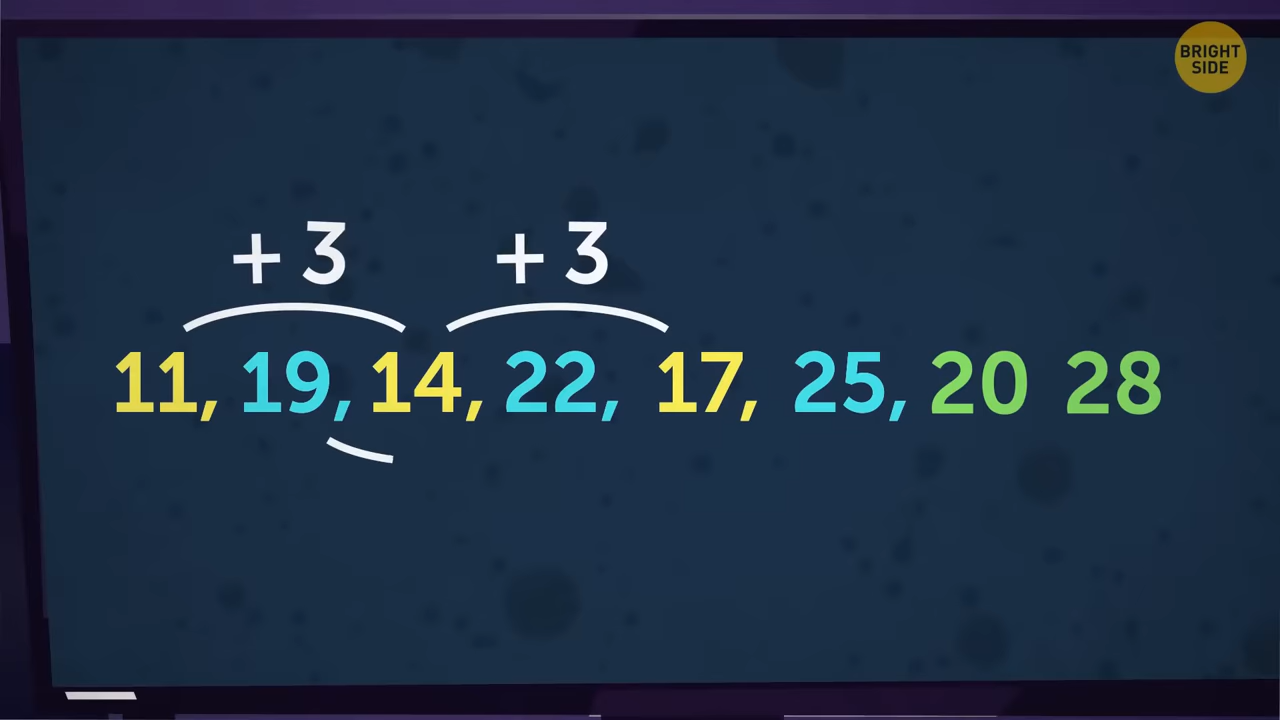 BRIGHT
SIDE
+ 3 + 3
11, 19, 14, 22, 17, 25, 20 28